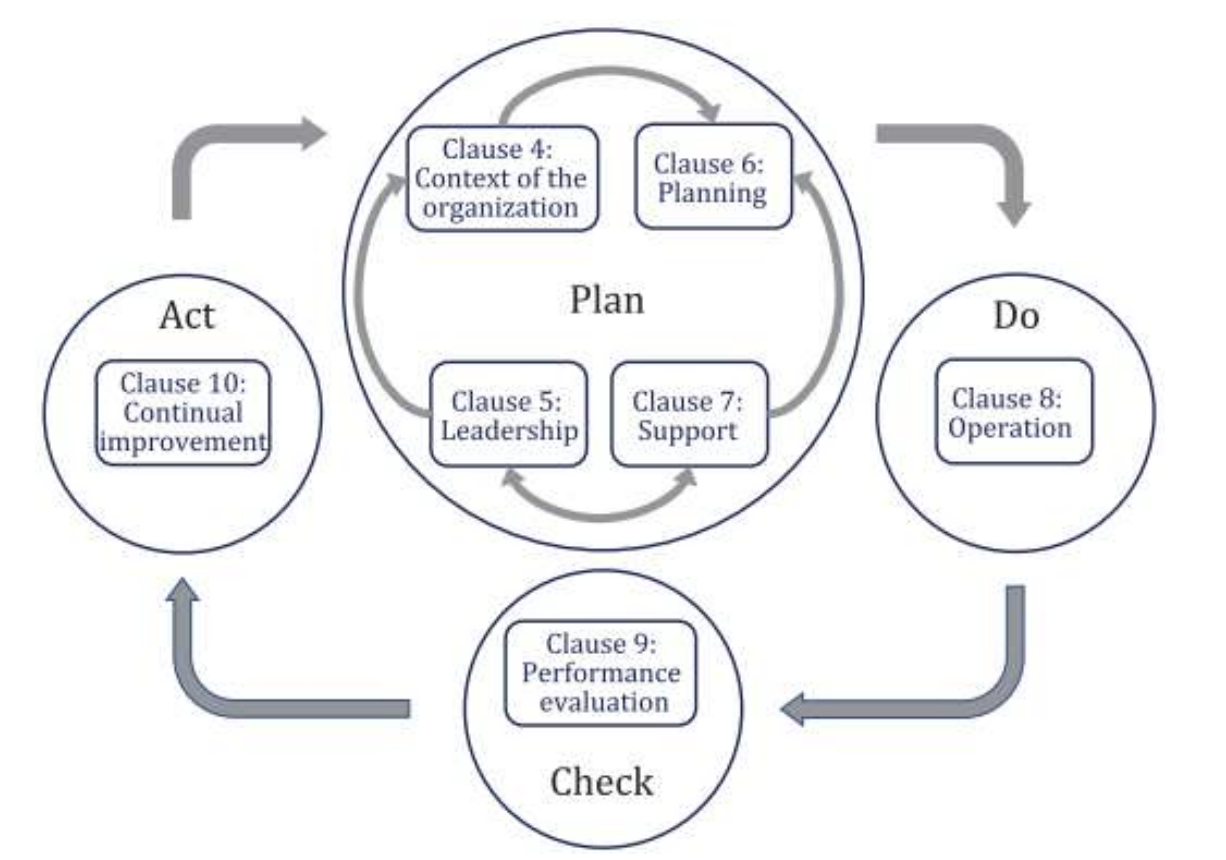 Clause 4:
Context of the
organization
Clause 6:
Planning
Plan
Clause 5:
Leadership
Clause 7:
Support
Do
Clause 8:
Operation
Clause 9:
Performance
evaluation
Check
Act
Clause 10:
Continual
improvement